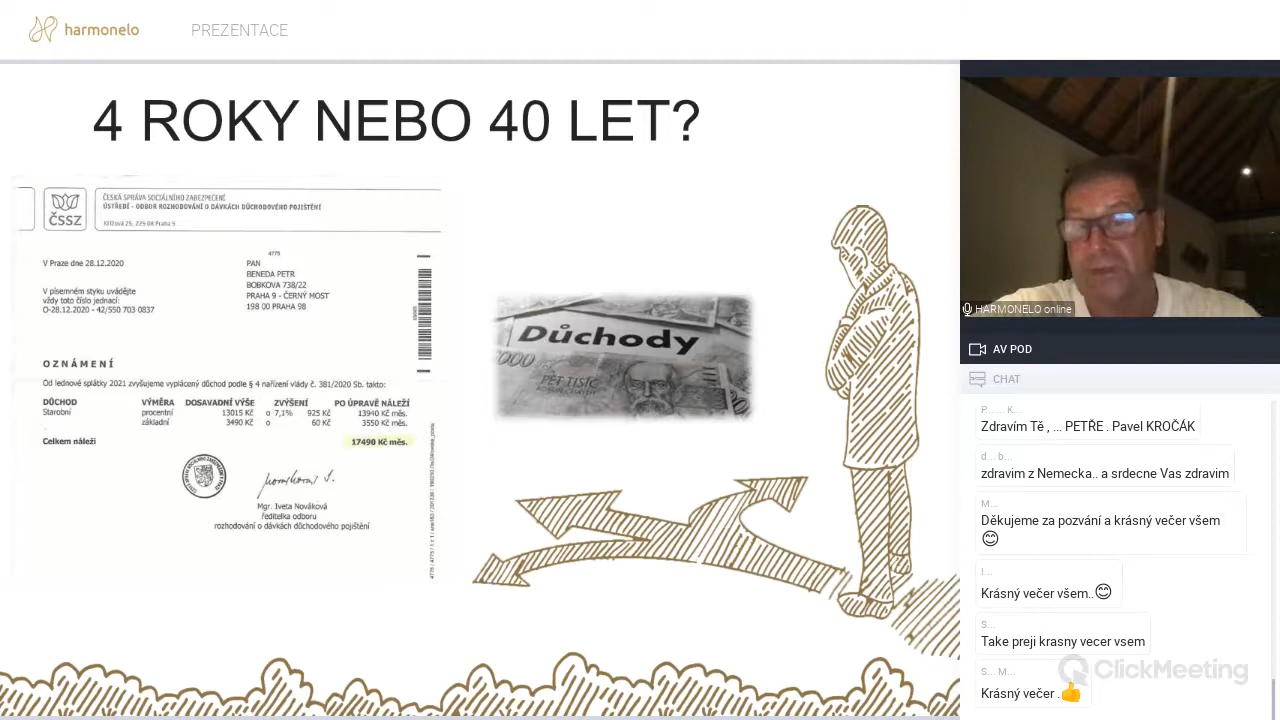 harmonelo
PREZENTACE
4 ROKY NEBO 40 LET?
ČSSZ
ČESKÁ SPRÁVA SOCIÁLNÍHO ZABEZPEČENÍ
ÚSTŘEDÍ - ODBOR ROZHODOVÁNÍ O DÁVKÁCH DŮCHODOVÉHO POJIŠTĚNÍ
Křížová 25, 225 08 Praha 5
4775
V Praze dne 28.12.2020
PAN
BENEDA PETR
BOBKOVA 738/22
PRAHA 9 - ČERNÝ MOST
198 00 PRAHA 98
V písemném styku uvádějte
vždy toto číslo jednací:
O-28.12.2020 - 42/550 703 0837
OZNÁMENÍ
Od lednové splátky 2021 zvyšujeme vyplácený důchod podle § 4 nařízení vlády č. 381/2020 Sb. takto:
DŮCHOD VÝMĚRA DOSAVADNÍ VÝŠE ZVÝŠENÍ PO ÚPRAVĚ NÁLEŽÍ
Starobní procentní 13015 Kč o 7,1% 925 Kč 13940 Kč měs.
základní 3490 Kč o 60 Kč 3550 Kč měs.
Celkem náleží 17490 Kč měs.
Mgr. Iveta Nováková
ředitelka odboru
rozhodování o dávkách důchodového pojištění
Důchody
PĚT TISÍC
HARMONELO online
AV POD
CHAT
P... ... K...
Zdravím Tě , ... PETŘE . Pavel KROČÁK
d... b...
zdravim z Nemecka.. a srdecne Vas zdravim
M...
Děkujeme za pozvání a krásný večer všem
😊
I...
Krásný večer všem..😊
S...
Take preji krasny vecer vsem
S... M...
Krásný večer .👍
ClickMeeting